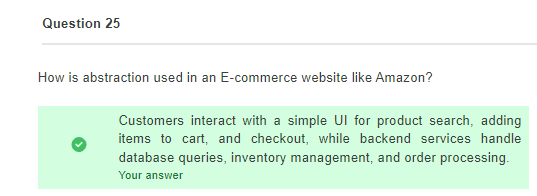 Question 25
How is abstraction used in an E-commerce website like Amazon?
Customers interact with a simple UI for product search, adding
items to cart, and checkout, while backend services handle
database queries, inventory management, and order processing.
Your answer